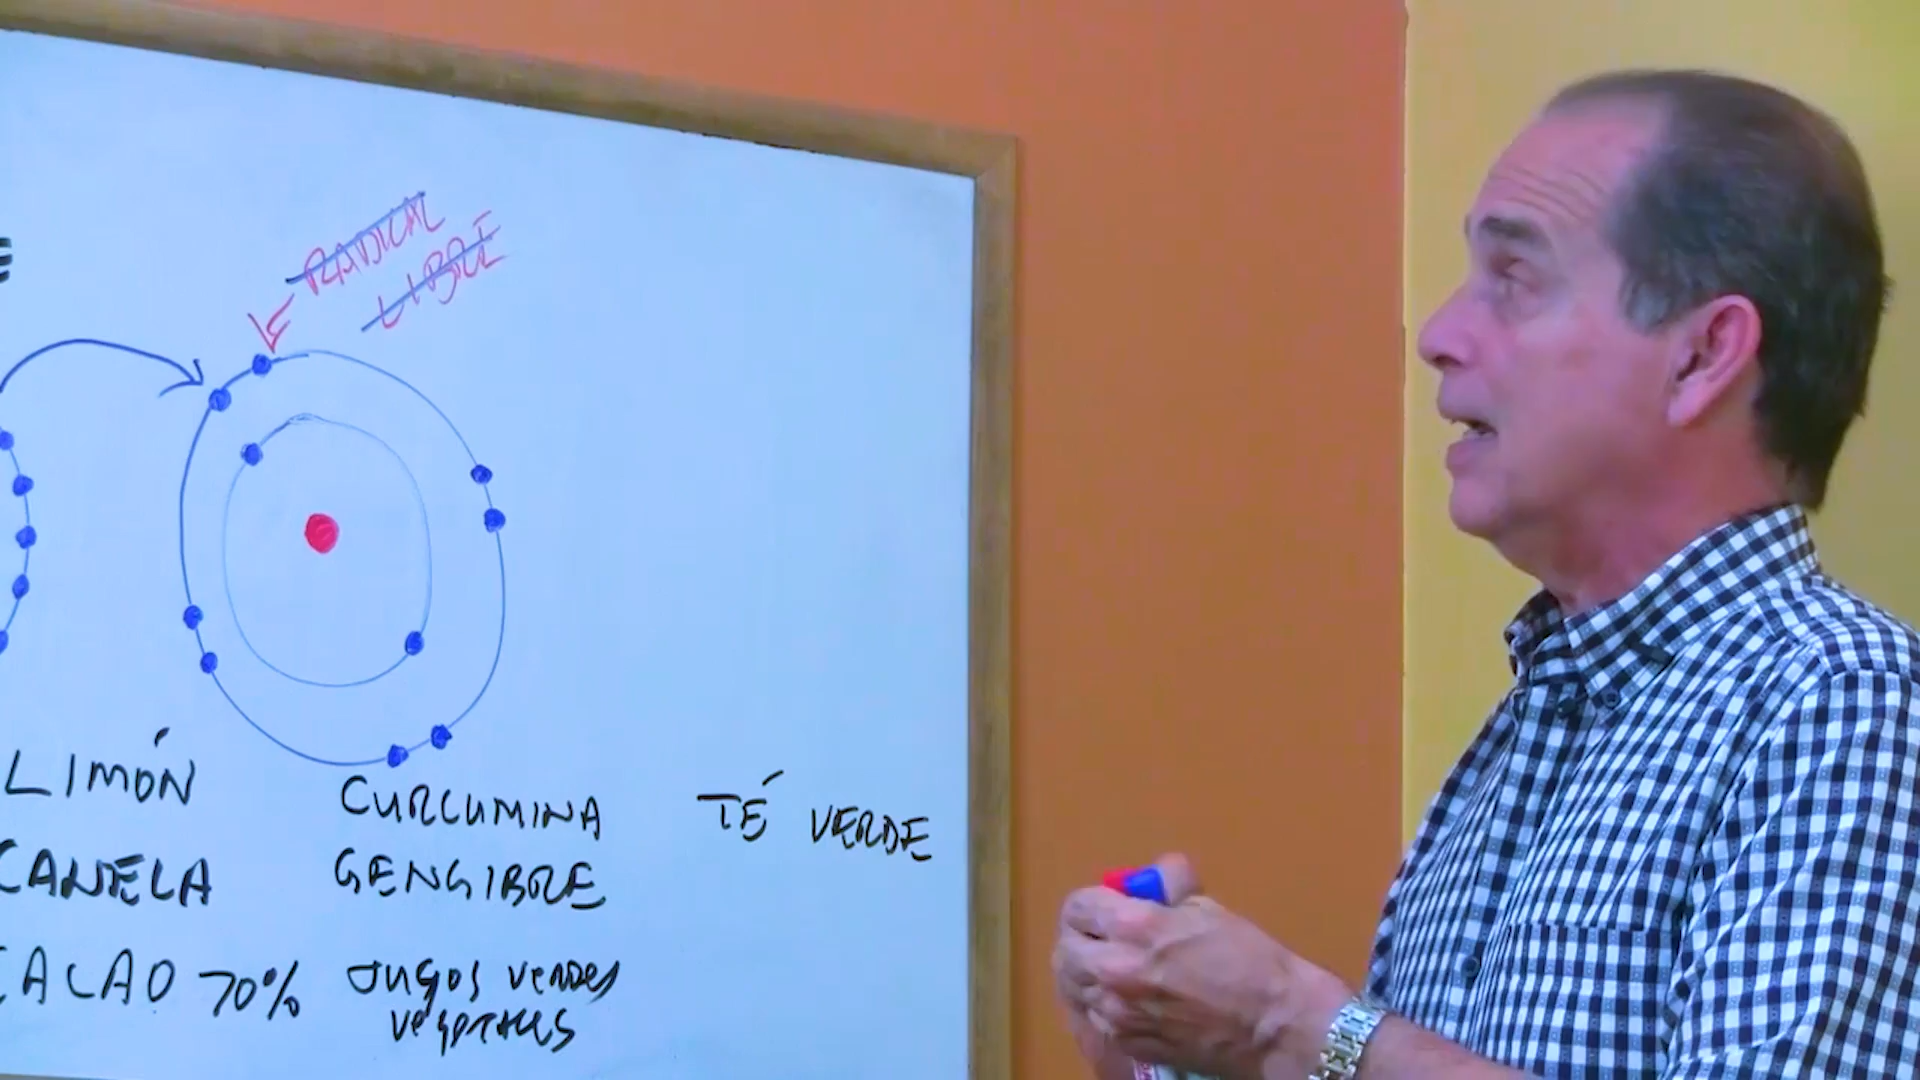 E
RADICAL
LIBRE
LIMÓN
CURCUMINA
TÉ VERDE
CANELA
GENGIBRE
CACAO 70%
JUGOS VERDES
VEGETALES